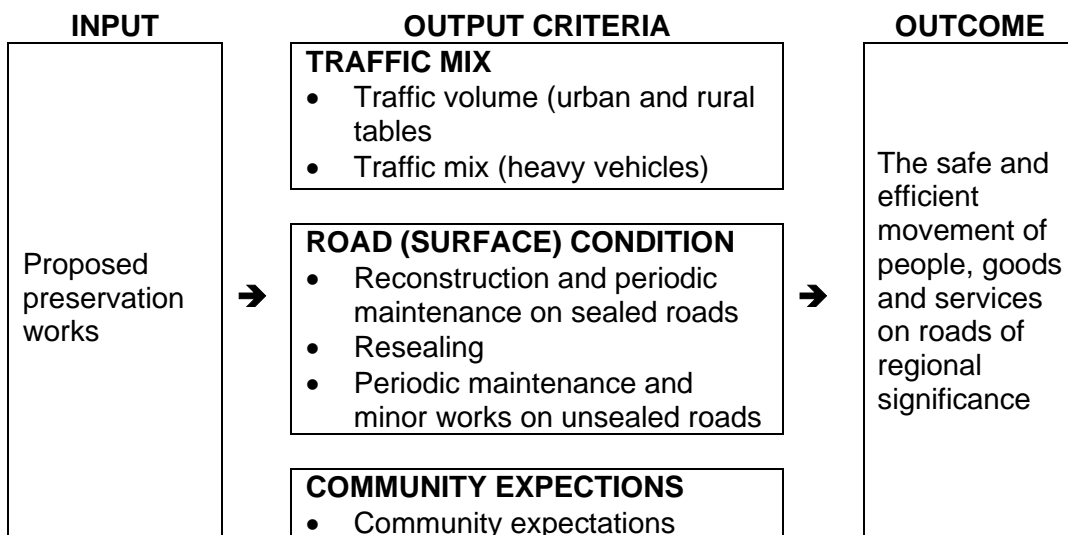 INPUT
OUTPUT CRITERIA
OUTCOME
Proposed
preservation
works
➔
TRAFFIC MIX
• Traffic volume (urban and rural
tables
• Traffic mix (heavy vehicles)
ROAD (SURFACE) CONDITION
• Reconstruction and periodic
maintenance on sealed roads
• Resealing
• Periodic maintenance and
minor works on unsealed roads
COMMUNITY EXPECTIONS
• Community expectations
➔
The safe and
efficient
movement of
people, goods
and services
on roads of
regional
significance